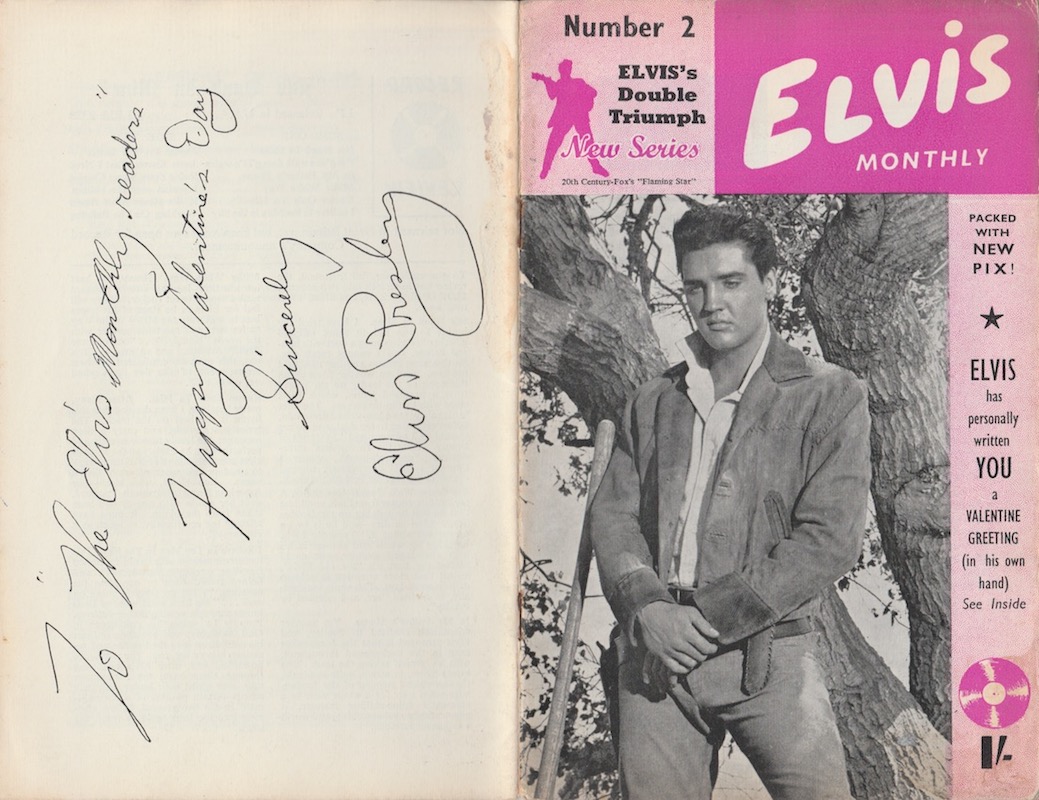 To "The Elvis Monthly readers"
Happy Valentine's Day
Sincerely
Elvis Presley
Number 2
ELVIS's
Double
Triumph
New Series
20th Century-Fox's "Flaming Star"
ELVIS
MONTHLY
PACKED
WITH
NEW
PIX!
ELVIS
has
personally
written
YOU
a
VALENTINE
GREETING
(in his own
hand)
See Inside
1/-